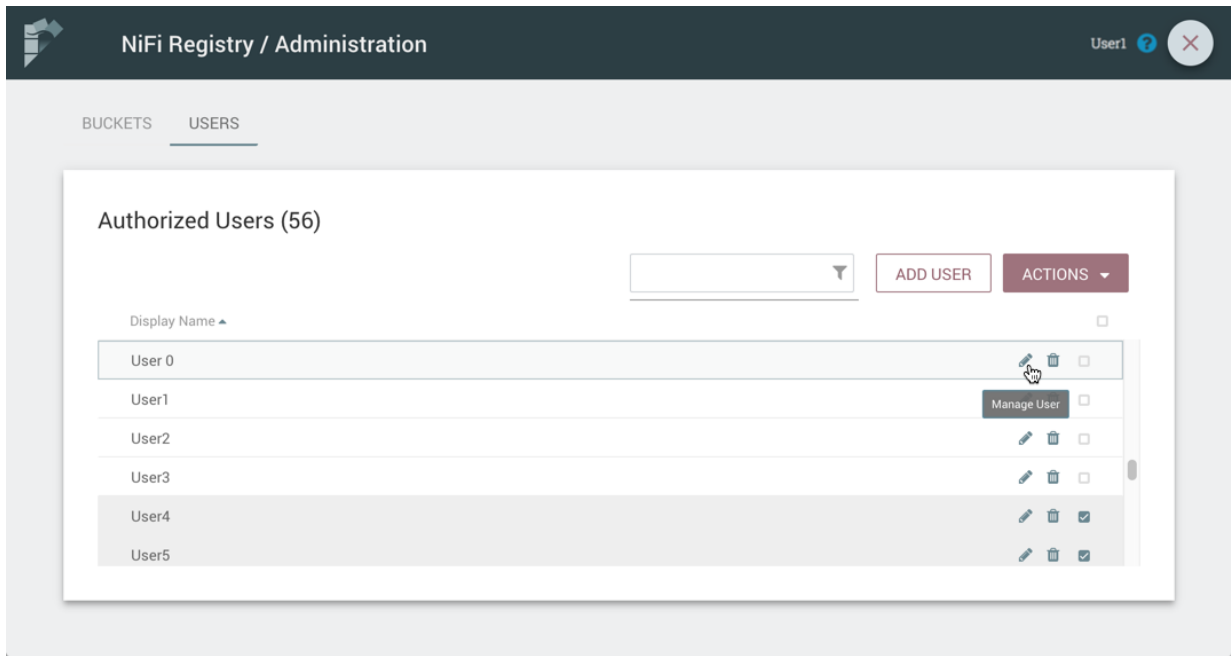 NiFi Registry / Administration
User1 ?
BUCKETS USERS
Authorized Users (56)
ADD USER ACTIONS
Display Name
User 0
User1
Manage User
User2
User3
User4
User5